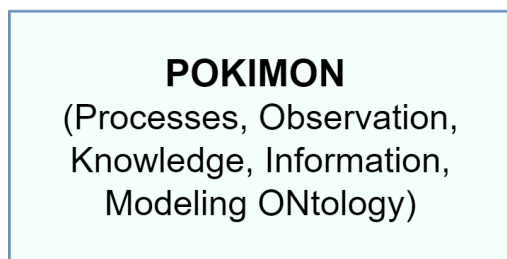 POKIMON
(Processes, Observation,
Knowledge, Information,
Modeling ONtology)